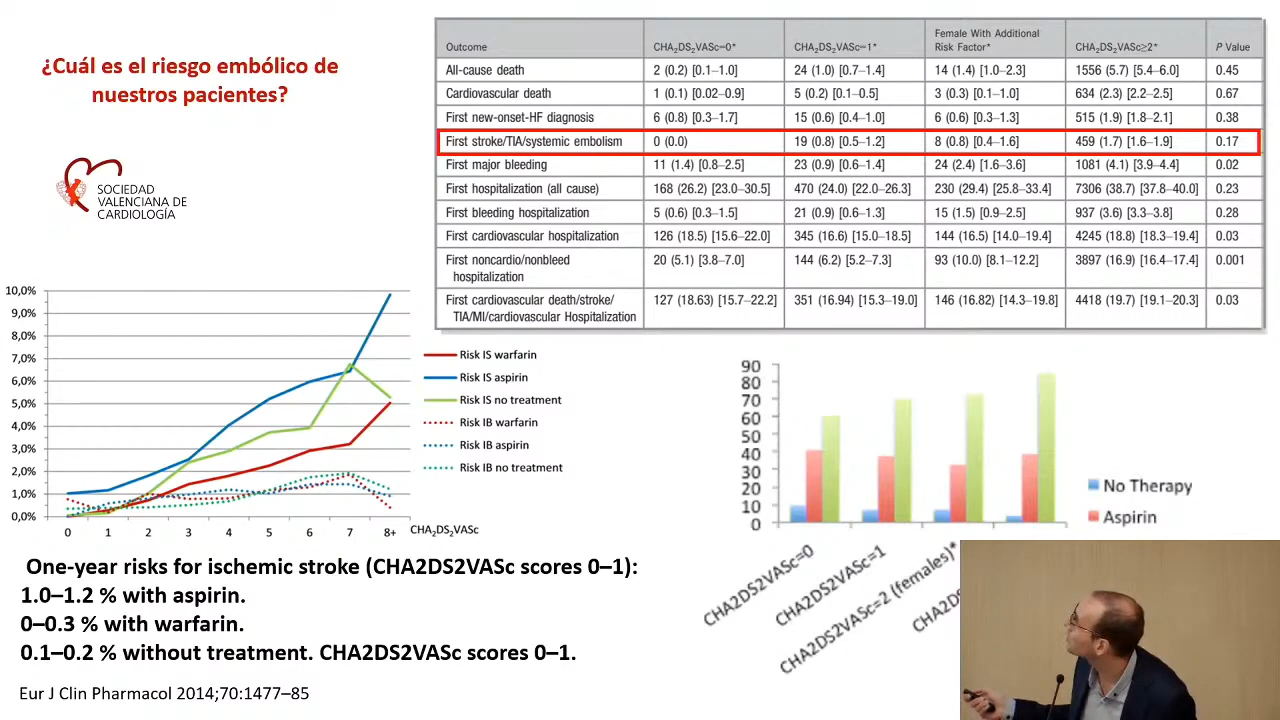 ¿Cuál es el riesgo embólico de
nuestros pacientes?
SOCIEDAD
VALENCIANA DE
CARDIOLOGÍA
Outcome CHA2DS2VASc=0* CHA2DS2VASc=1* Female With Additional Risk Factor* CHA2DS2VASc≥2* P Value
All-cause death 2 (0.2) [0.1–1.0] 24 (1.0) [0.7–1.4] 14 (1.4) [1.0–2.3] 1556 (5.7) [5.4–6.0] 0.45
Cardiovascular death 1 (0.1) [0.02–0.9] 5 (0.2) [0.1–0.5] 3 (0.3) [0.1–1.0] 634 (2.3) [2.2–2.5] 0.67
First new-onset-HF diagnosis 6 (0.8) [0.3–1.7] 15 (0.6) [0.4–1.0] 6 (0.6) [0.3–1.3] 515 (1.9) [1.8–2.1] 0.38
First stroke/TIA/systemic embolism 0 (0.0) 19 (0.8) [0.5–1.2] 8 (0.8) [0.4–1.6] 459 (1.7) [1.6–1.9] 0.17
First major bleeding 11 (1.4) [0.8–2.5] 23 (0.9) [0.6–1.4] 24 (2.4) [1.6–3.6] 1081 (4.1) [3.9–4.4] 0.02
First hospitalization (all cause) 168 (26.2) [23.0–30.5] 470 (24.0) [22.0–26.3] 230 (29.4) [25.8–33.4] 7306 (38.7) [37.8–40.0] 0.23
First bleeding hospitalization 5 (0.6) [0.3–1.5] 21 (0.9) [0.6–1.3] 15 (1.5) [0.9–2.5] 937 (3.6) [3.3–3.8] 0.28
First cardiovascular hospitalization 126 (18.5) [15.6–22.0] 345 (16.6) [15.0–18.5] 144 (16.5) [14.0–19.4] 4245 (18.8) [18.3–19.4] 0.03
First noncardio/nonbleed 20 (5.1) [3.8–7.0] 144 (6.2) [5.2–7.3] 93 (10.0) [8.1–12.2] 3897 (16.9) [16.4–17.4] 0.001
hospitalization
First cardiovascular death/stroke/ 127 (18.63) [15.7–22.2] 351 (16.94) [15.3–19.0] 146 (16.82) [14.3–19.8] 4418 (19.7) [19.1–20.3] 0.03
TIA/MI/cardiovascular Hospitalization
10,0%
9,0%
8,0%
7,0%
6,0%
5,0%
4,0%
3,0%
2,0%
1,0%
0,0%
0 1 2 3 4 5 6 7 8+ CHA2DS2VASc
Risk IS warfarin
Risk IS aspirin
Risk IS no treatment
Risk IB warfarin
Risk IB aspirin
Risk IB no treatment
90
80
70
60
50
40
30
20
10
0
CHA2DS2VASc=0
CHA2DS2VASc=1
CHA2DS2VASc=2 (females)*
No Therapy
Aspirin
One-year risks for ischemic stroke (CHA2DS2VASc scores 0–1):
1.0–1.2 % with aspirin.
0–0.3 % with warfarin.
0.1–0.2 % without treatment. CHA2DS2VASc scores 0–1.
Eur J Clin Pharmacol 2014;70:1477–85